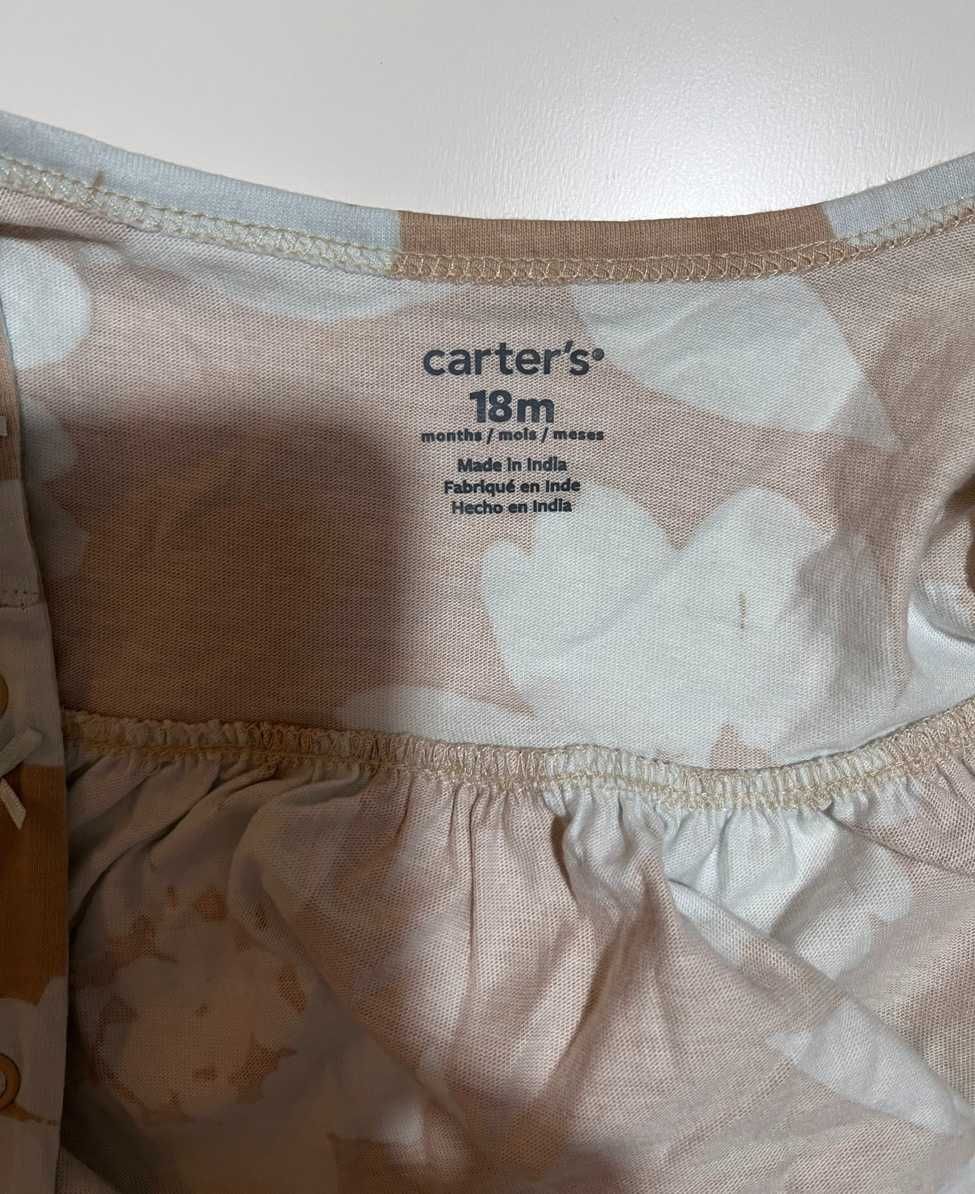 carter's®
18m
months / mois / meses
Made in India
Fabriqué en Inde
Hecho en India